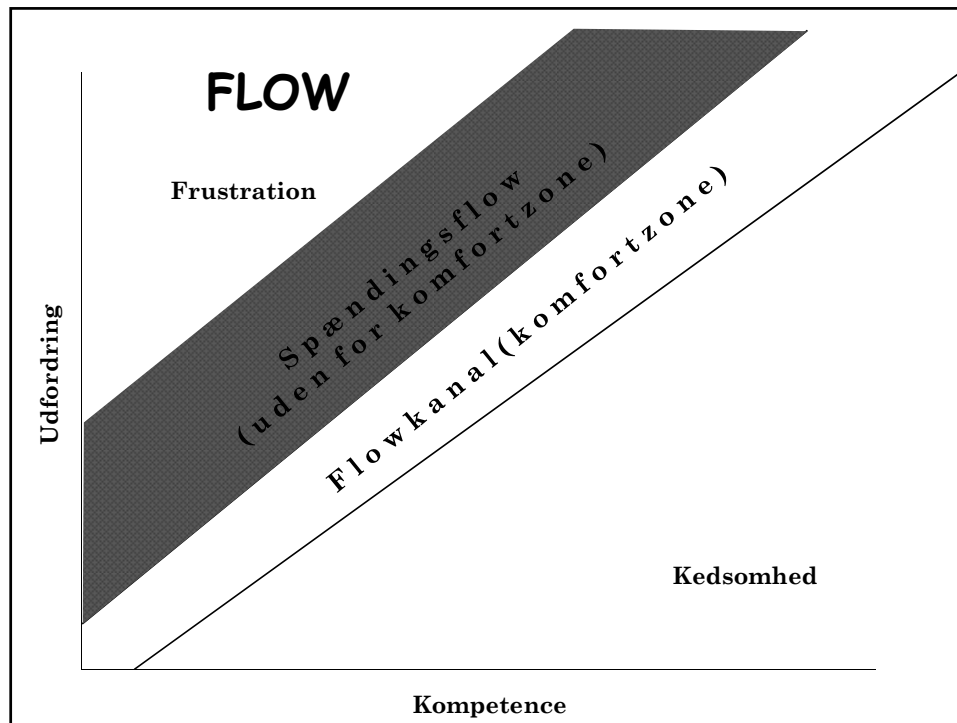 FLOW
Frustration
Spændingsflow
(uden for komfortzone)
Flowkanal(komfortzone)
Udfordring
Kedsomhed
Kompetence